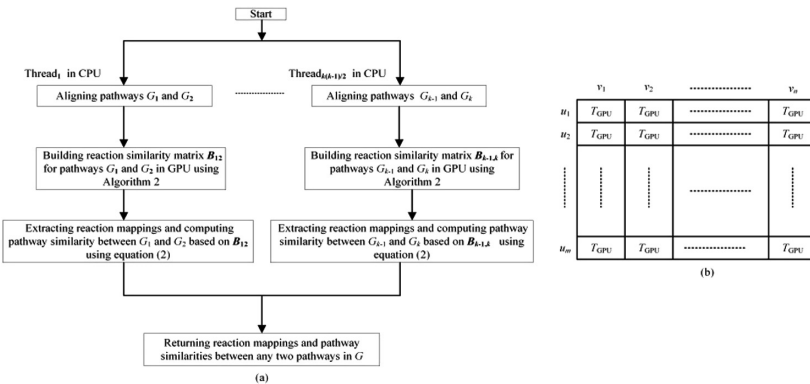 Start
Thread1 in CPU
Threadk(k-1)/2 in CPU
Aligning pathways G1 and G2
Aligning pathways Gk-1 and Gk
Building reaction similarity matrix B12
for pathways G1 and G2 in GPU using
Algorithm 2
Building reaction similarity matrix Bk-1,k for
pathways Gk-1 and Gk in GPU using
Algorithm 2
Extracting reaction mappings and computing
pathway similarity between G1 and G2 based on B12
using equation (2)
Extracting reaction mappings and computing pathway
similarity between Gk-1 and Gk based on Bk-1,k using
equation (2)
Returning reaction mappings and pathway
similarities between any two pathways in G
(a)
v1 v2 vn
u1 TGPU TGPU TGPU
u2 TGPU TGPU TGPU
um TGPU TGPU TGPU
(b)